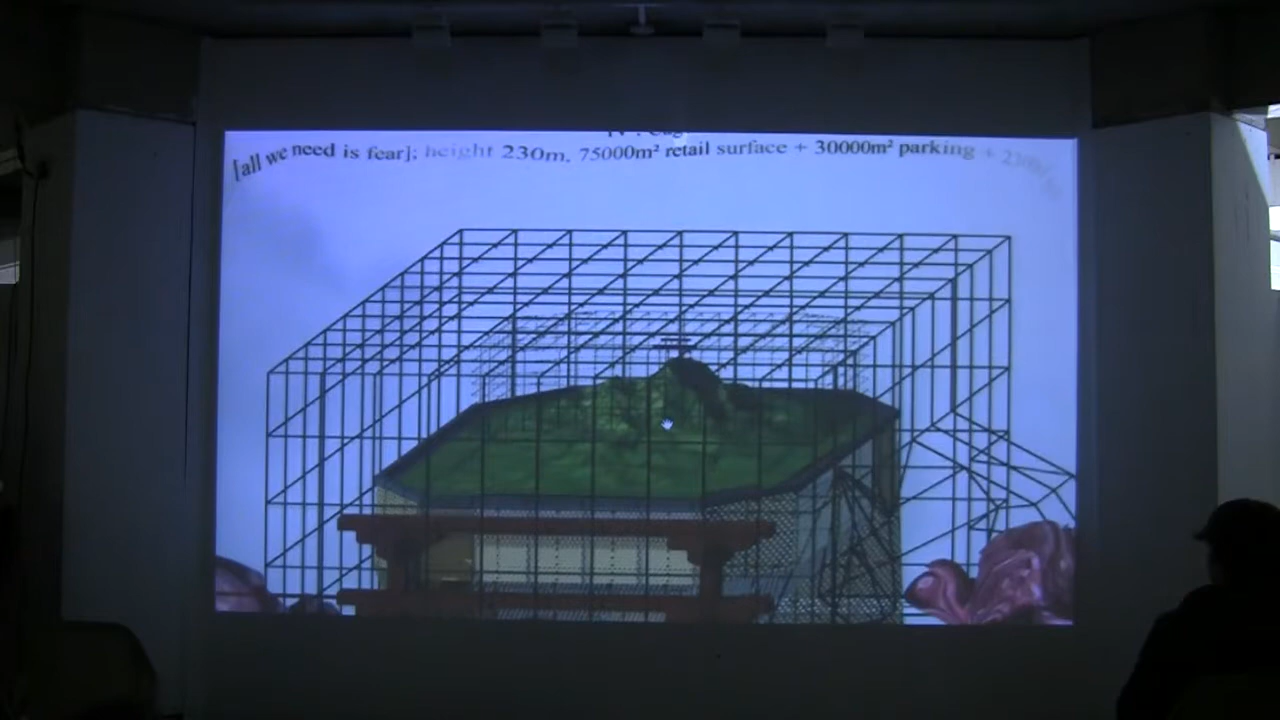 [all we need is fear]; height 230m, 75000m² retail surface + 30000m² parking +